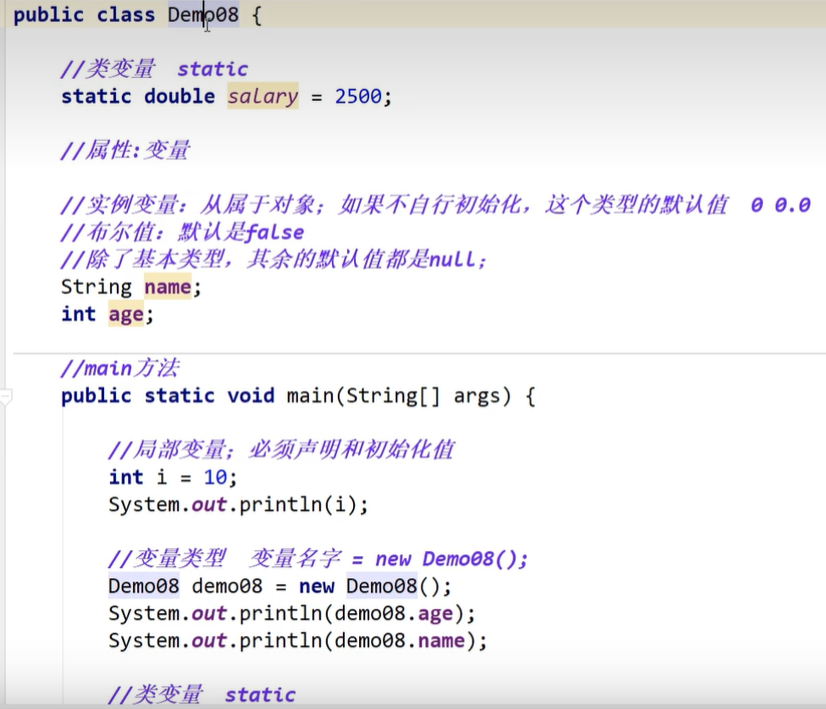 public class Demo08 {
//类变量 static
static double salary = 2500;
//属性:变量
//实例变量：从属于对象；如果不自行初始化，这个类型的默认值 0 0.0
//布尔值：默认是false
//除了基本类型，其余的默认值都是null;
String name;
int age;
//main方法
public static void main(String[] args) {
//局部变量；必须声明和初始化值
int i = 10;
System.out.println(i);
//变量类型 变量名字 = new Demo08();
Demo08 demo08 = new Demo08();
System.out.println(demo08.age);
System.out.println(demo08.name);
//类变量 static